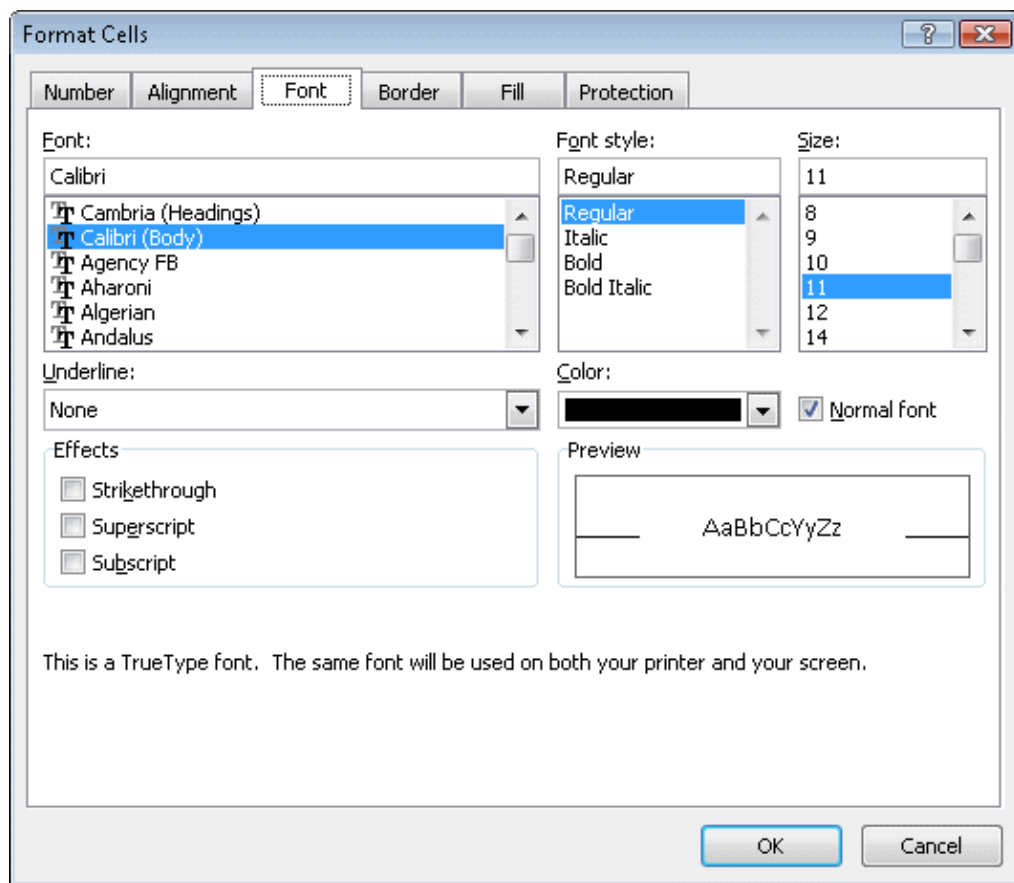 Format Cells
Number Alignment Font Border Fill Protection
Font: Font style: Size:
Calibri Regular 11
Cambria (Headings) Regular 8
Calibri (Body) Italic 9
Agency FB Bold 10
Aharoni Bold Italic 11
Algerian 12
Andalus 14
Underline: Color:
None Normal font
Effects Preview
Strikethrough
Superscript AaBbCcYyZz
Subscript
This is a TrueType font. The same font will be used on both your printer and your screen.
OK Cancel